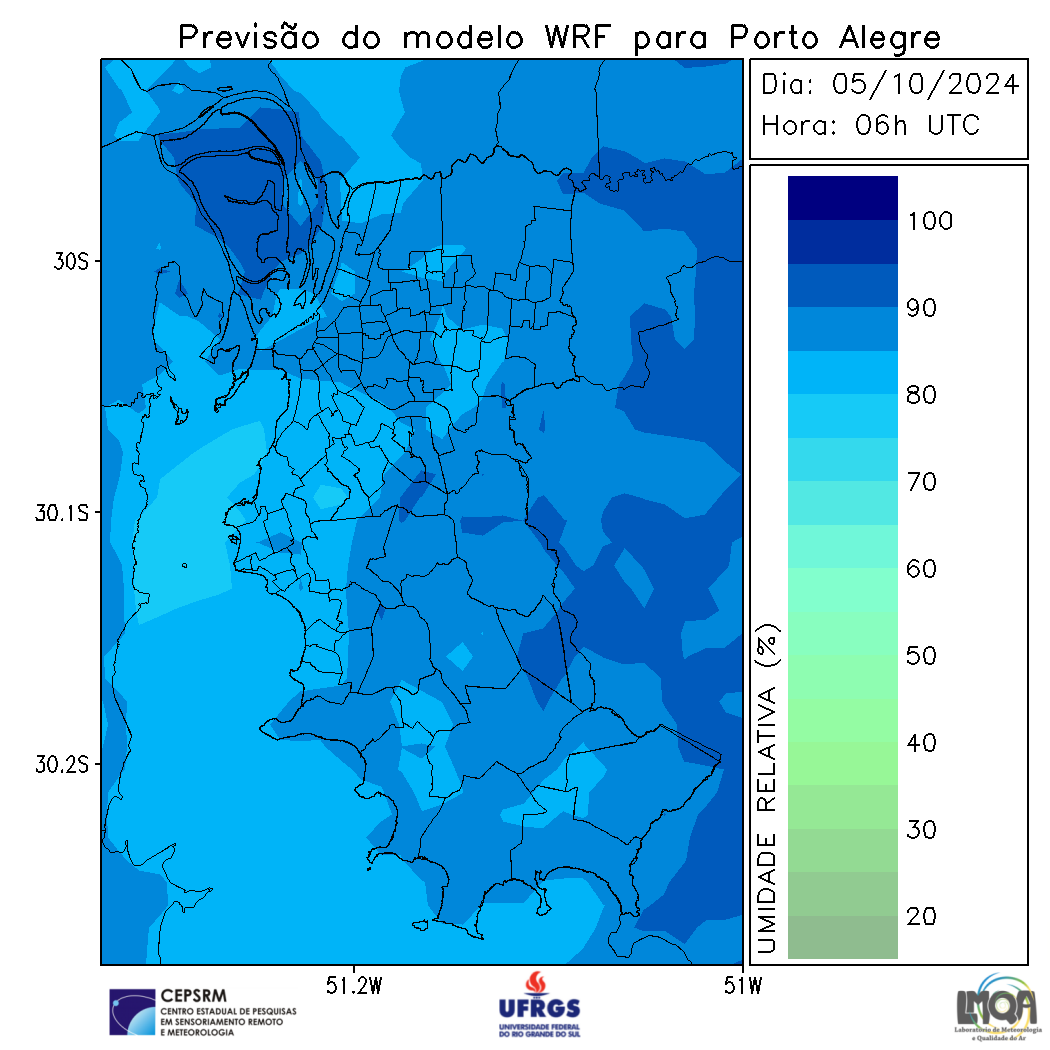 Previsão do modelo WRF para Porto Alegre
Dia: 05/10/2024
Hora: 06h UTC
30S
30.1S
30.2S
51.2W
51W
UMIDADE RELATIVA (%)
100
90
80
70
60
50
40
30
20
CEPSRM
CENTRO ESTADUAL DE PESQUISAS
EM SENSORIAMENTO REMOTO
E METEOROLOGIA
UFRGS
UNIVERSIDADE FEDERAL
DO RIO GRANDE DO SUL
LMQA
Laboratório de Meteorologia
e Qualidade do Ar